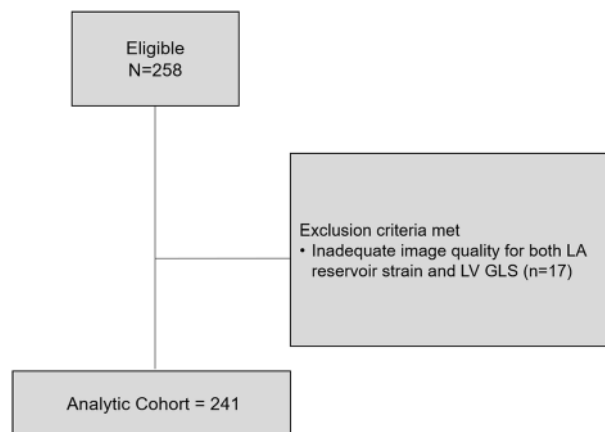 Eligible
N=258
Exclusion criteria met
• Inadequate image quality for both LA
reservoir strain and LV GLS (n=17)
Analytic Cohort = 241